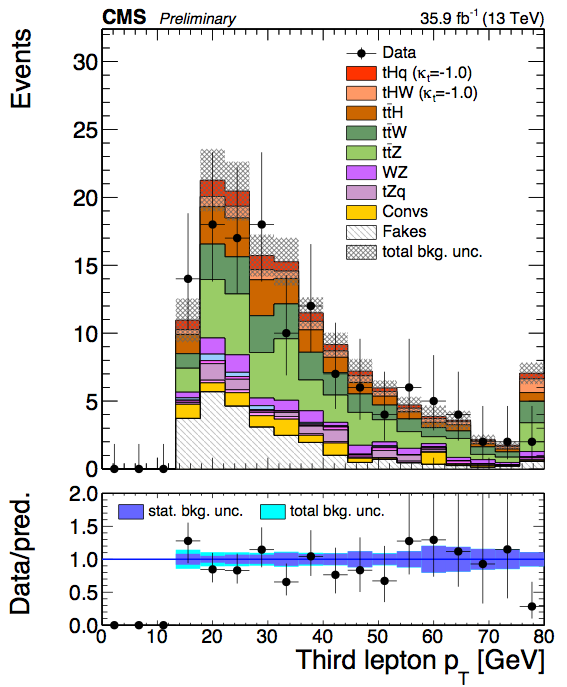 CMS Preliminary 35.9 fb⁻¹ (13 TeV)
Events
30
25
20
15
10
5
0
Data
tHq (κt=-1.0)
tHW (κt=-1.0)
tt̄H
tt̄W
tt̄Z
WZ
tZq
Convs
Fakes
total bkg. unc.
Data/pred.
2.0
1.5
1.0
0.5
0.0
stat. bkg. unc. total bkg. unc.
0 10 20 30 40 50 60 70 80
Third lepton pT [GeV]